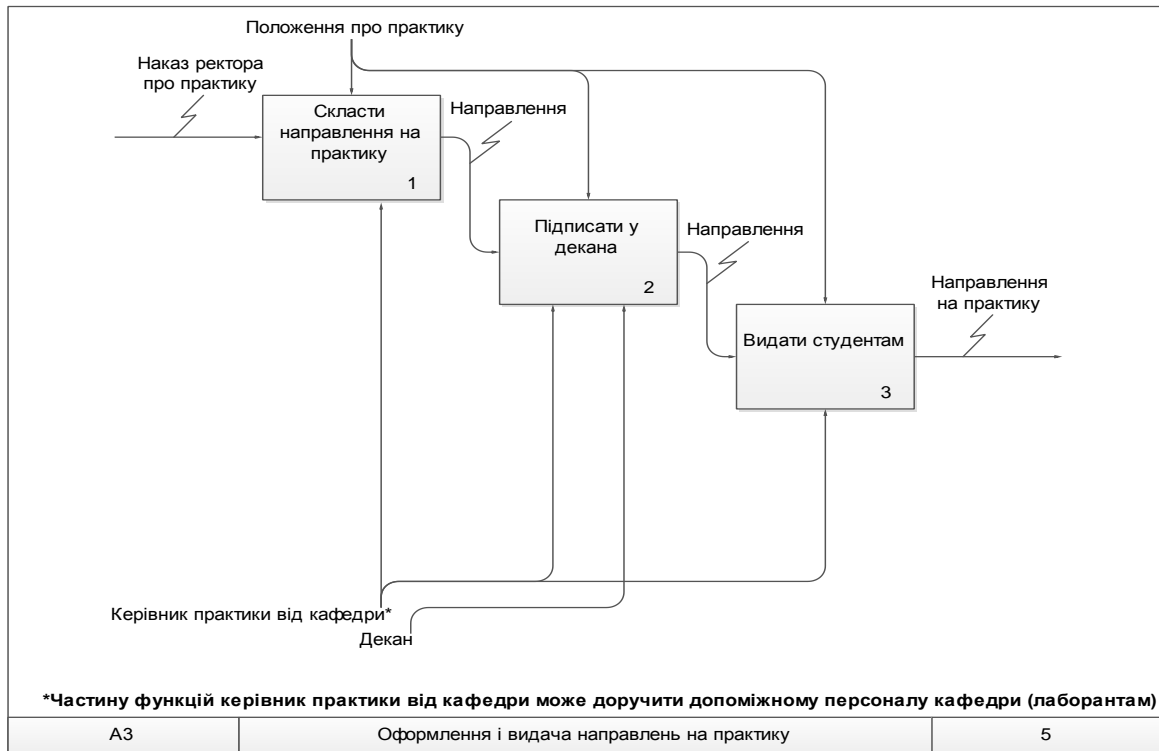 Положення про практику
Наказ ректора
про практику
Скласти
направлення на
практику
1
Направлення
Підписати у
декана
2
Направлення
Видати студентам
3
Направлення
на практику
Керівник практики від кафедри*
Декан
*Частину функцій керівник практики від кафедри може доручити допоміжному персоналу кафедри (лаборантам)
А3
Оформлення і видача направлень на практику
5